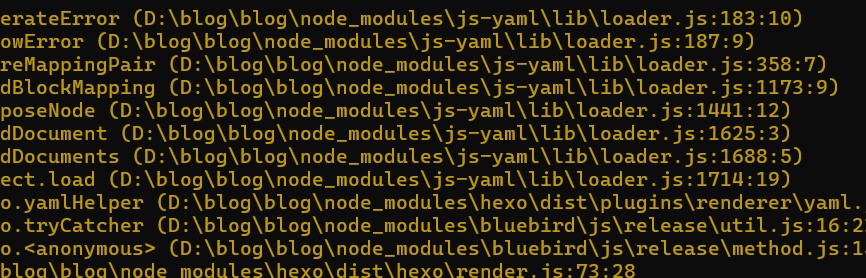 erateError (D:\blog\blog\node_modules\js-yaml\lib\loader.js:183:10)
owError (D:\blog\blog\node_modules\js-yaml\lib\loader.js:187:9)
reMappingPair (D:\blog\blog\node_modules\js-yaml\lib\loader.js:358:7)
dBlockMapping (D:\blog\blog\node_modules\js-yaml\lib\loader.js:1173:9)
poseNode (D:\blog\blog\node_modules\js-yaml\lib\loader.js:1441:12)
dDocument (D:\blog\blog\node_modules\js-yaml\lib\loader.js:1625:3)
dDocuments (D:\blog\blog\node_modules\js-yaml\lib\loader.js:1688:5)
ect.load (D:\blog\blog\node_modules\js-yaml\lib\loader.js:1714:19)
o.yamlHelper (D:\blog\blog\node_modules\hexo\dist\plugins\renderer\yaml.
o.tryCatcher (D:\blog\blog\node_modules\bluebird\js\release\util.js:16:2
o.<anonymous> (D:\blog\blog\node_modules\bluebird\js\release\method.js:1
blog\blog\node_modules\hexo\dist\hexo\render.js:73:28